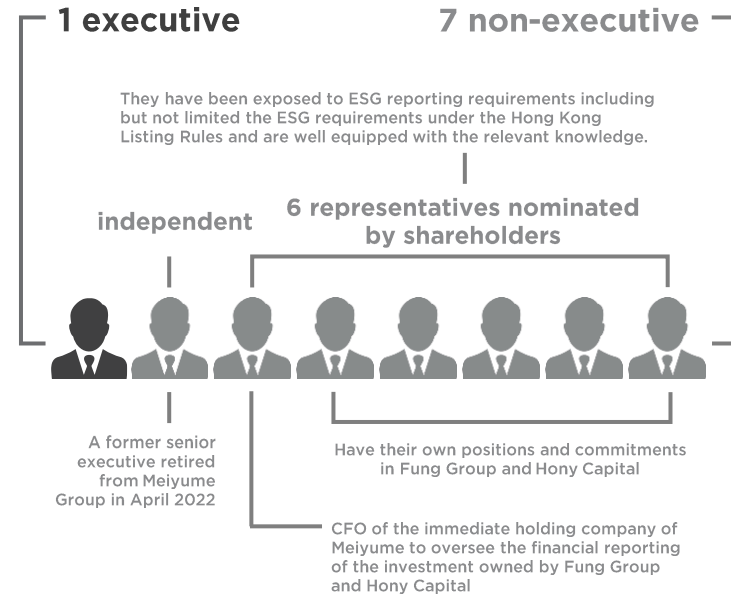 1 executive
7 non-executive
They have been exposed to ESG reporting requirements including
but not limited the ESG requirements under the Hong Kong
Listing Rules and are well equipped with the relevant knowledge.
independent
6 representatives nominated
by shareholders
A former senior
executive retired
from Meiyume
Group in April 2022
Have their own positions and commitments
in Fung Group and Hony Capital
CFO of the immediate holding company of
Meiyume to oversee the financial reporting
of the investment owned by Fung Group
and Hony Capital